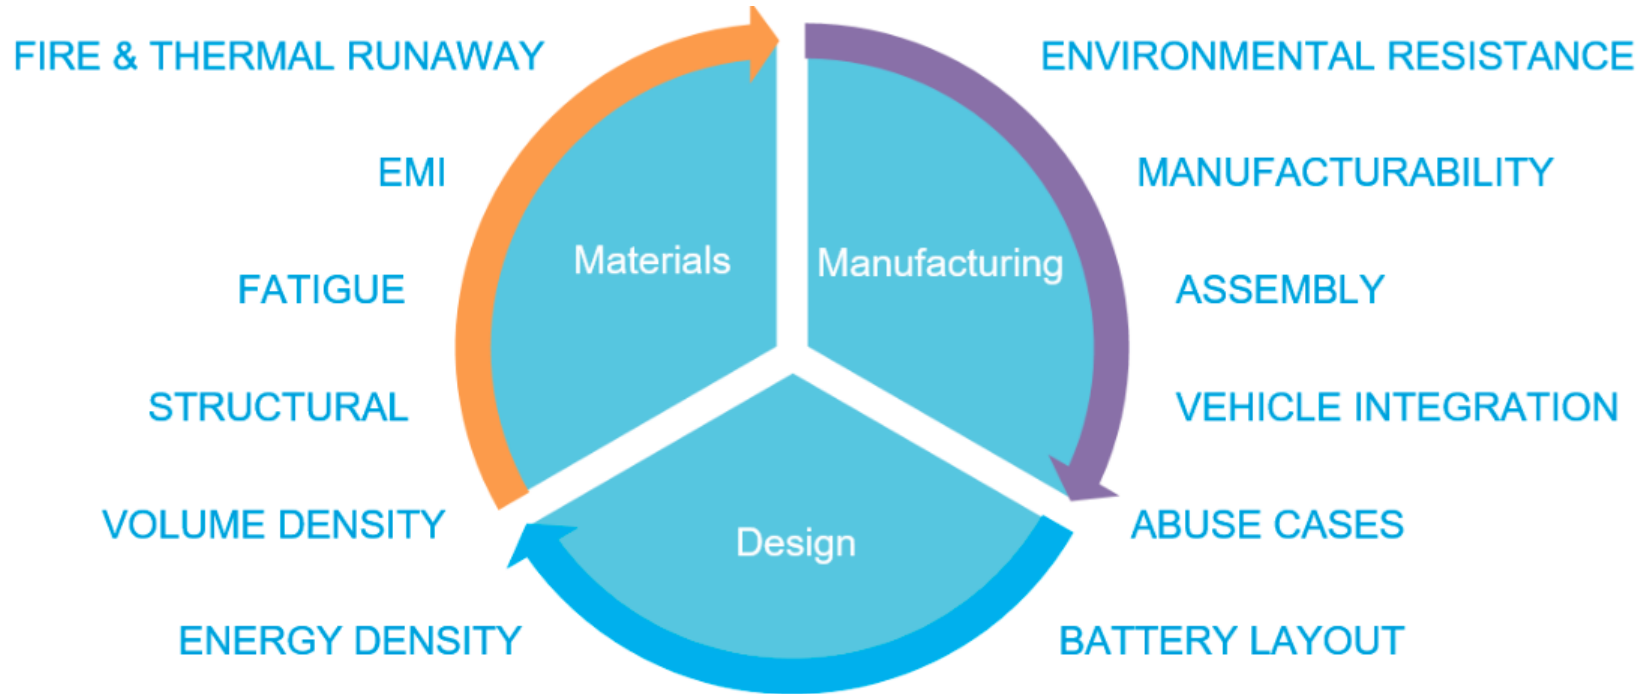 FIRE & THERMAL RUNAWAY
EMI
FATIGUE
STRUCTURAL
VOLUME DENSITY
ENERGY DENSITY
Materials
Manufacturing
Design
ENVIRONMENTAL RESISTANCE
MANUFACTURABILITY
ASSEMBLY
VEHICLE INTEGRATION
ABUSE CASES
BATTERY LAYOUT